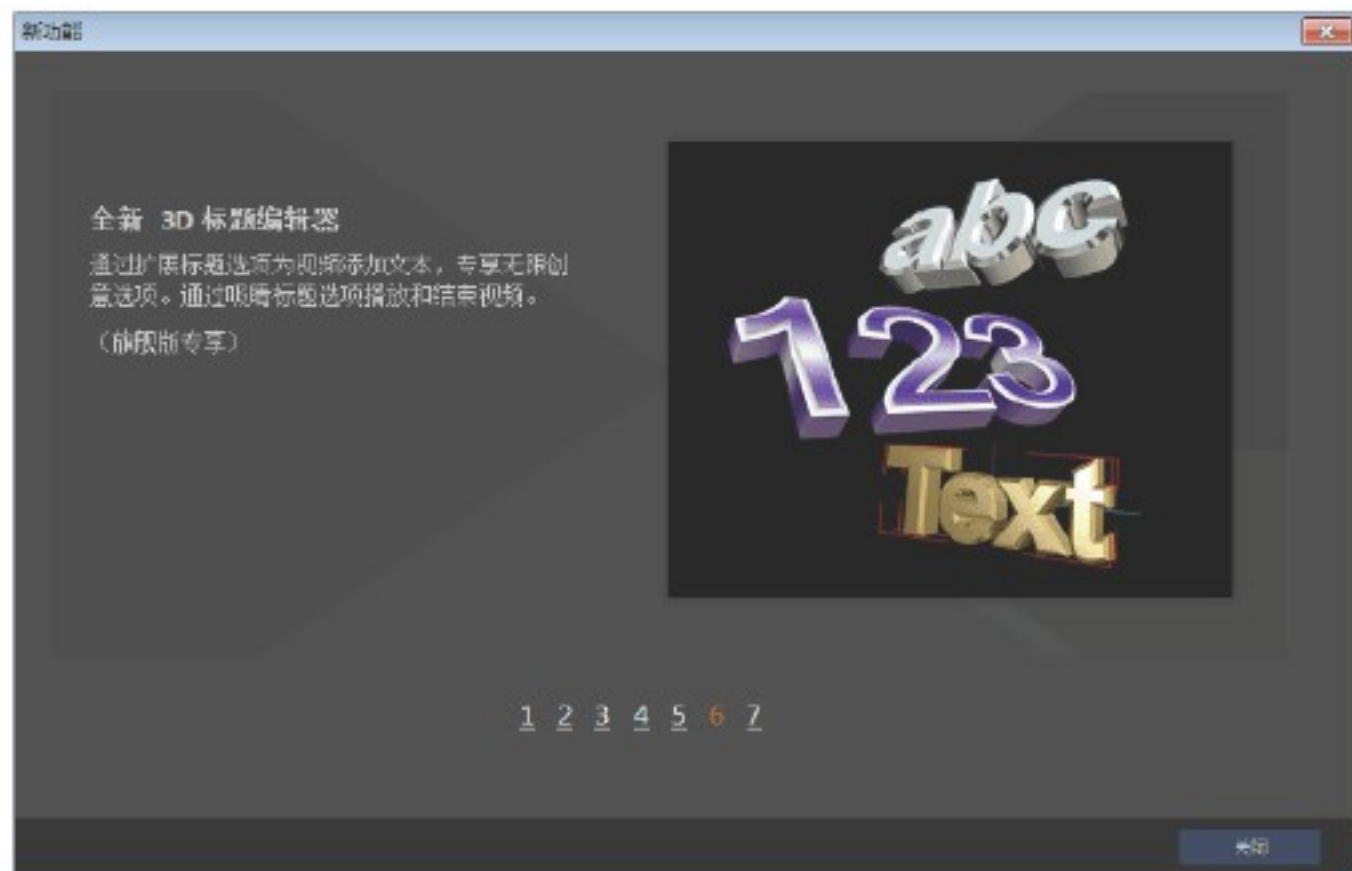 新功能
全新 3D 标题编辑器
通过扩展标题选项为视频添加文本，专享无限创
意选项。通过吸睛标题选项播放和结束视频。
（旗舰版专享）
abc
123
Text
1 2 3 4 5 6 7
关闭